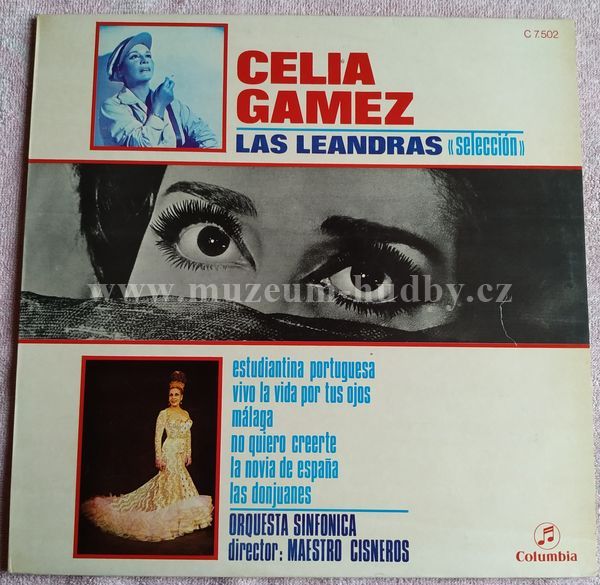 C 7.502
CELIA
GAMEZ
LAS LEANDRAS «selección»
www.muzeum-hudby.cz
estudiantina portuguesa
vivo la vida por tus ojos
málaga
no quiero creerte
la novia de españa
las donjuanes
ORQUESTA SINFONICA
director: MAESTRO CISNEROS
Columbia